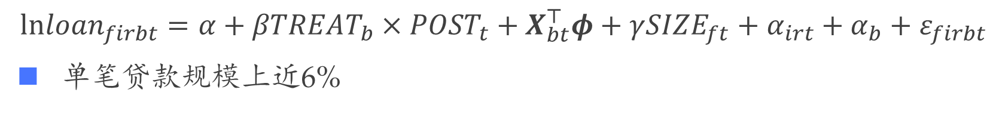 lnloan_{firbt} = α + βTREAT_b × POST_t + X_{bt}^⊤ϕ + γSIZE_{ft} + α_{irt} + α_b + ε_{firbt}
单笔贷款规模上近6%